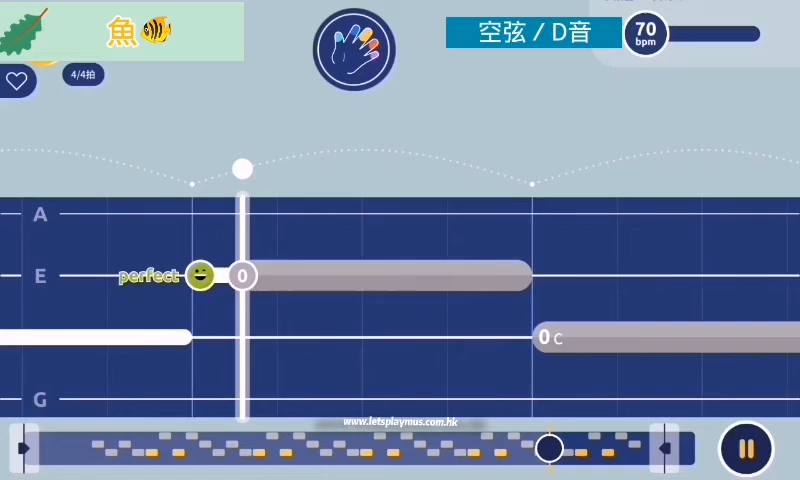 魚
空弦 / D音
70
bpm
4/4拍
A
perfect
E
0
0 C
G
www.letsplaymus.com.hk